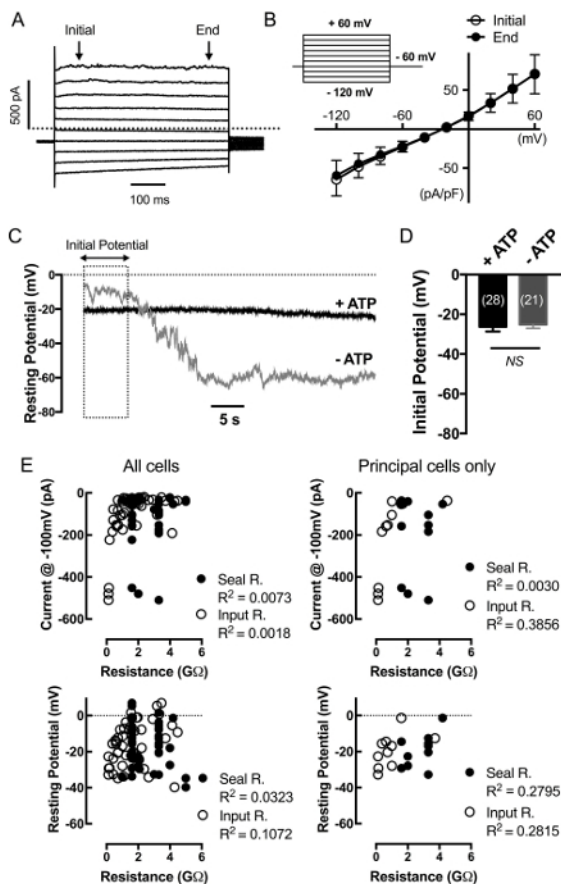 A
Initial
End
500 pA
100 ms
B
+ 60 mV
- 60 mV
- 120 mV
Initial
End
50
-120
-60
60
(mV)
-50
(pA/pF)
C
Initial Potential
Resting Potential (mV)
0
-20
-40
-60
-80
+ ATP
- ATP
5 s
D
+ ATP
- ATP
Initial Potential (mV)
0
-20
-40
-60
-80
(28)
(21)
NS
E
All cells
Principal cells only
Current @ -100mV (pA)
0
-200
-400
-600
0 2 4 6
Resistance (GΩ)
Seal R.
R² = 0.0073
Input R.
R² = 0.0018
0
-200
-400
-600
0 2 4 6
Resistance (GΩ)
Seal R.
R² = 0.0030
Input R.
R² = 0.3856
Resting Potential (mV)
0
-20
-40
-60
0 2 4 6
Resistance (GΩ)
Seal R.
R² = 0.0323
Input R.
R² = 0.1072
0
-20
-40
-60
0 2 4 6
Resistance (GΩ)
Seal R.
R² = 0.2795
Input R.
R² = 0.2815